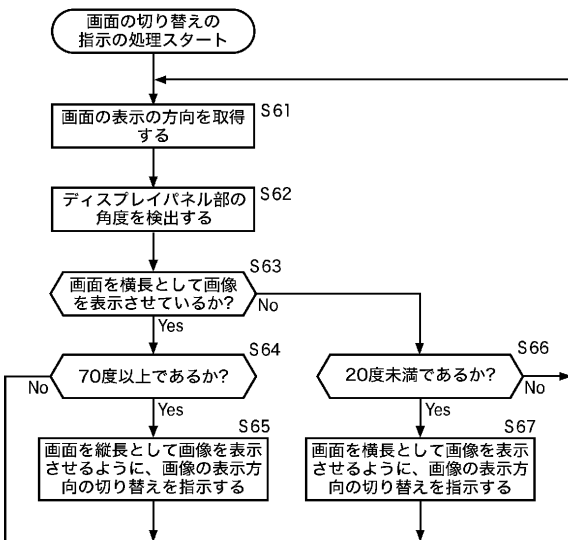 画面の切り替えの
指示の処理スタート
画面の表示の方向を取得
する
S61
ディスプレイパネル部の
角度を検出する
S62
画面を横長として画像
を表示させているか?
S63
No
Yes
70度以上であるか?
S64
No
Yes
20度未満であるか?
S66
No
Yes
画面を縦長として画像を表示
させるように、画像の表示方
向の切り替えを指示する
S65
画面を横長として画像を表示
させるように、画像の表示方
向の切り替えを指示する
S67